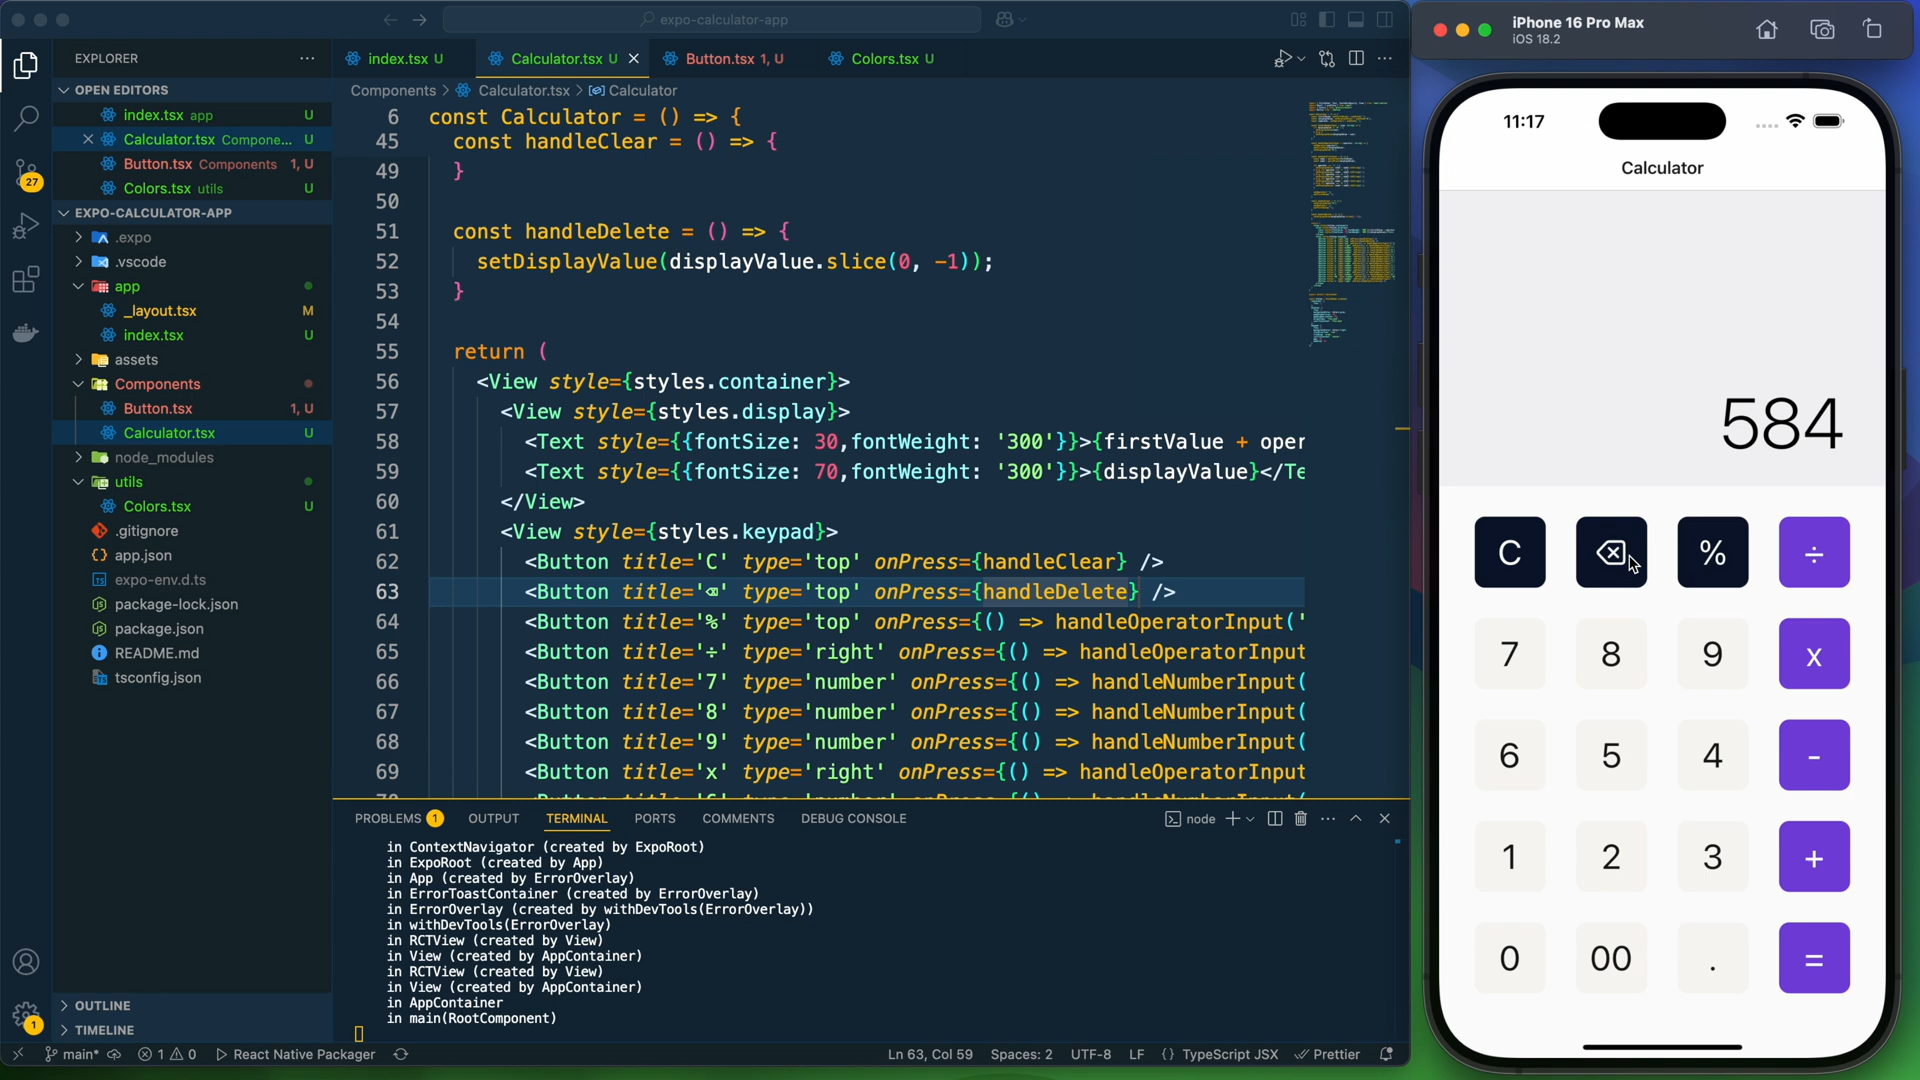 expo-calculator-app
EXPLORER
OPEN EDITORS
index.tsx app U
Calculator.tsx Compone... U
Button.tsx Components 1, U
Colors.tsx utils U
EXPO-CALCULATOR-APP
.expo
.vscode
app
_layout.tsx M
index.tsx U
assets
Components
Button.tsx 1, U
Calculator.tsx U
node_modules
utils
Colors.tsx U
.gitignore
app.json
expo-env.d.ts
package-lock.json
package.json
README.md
tsconfig.json
OUTLINE
TIMELINE
27
1
index.tsx U
Calculator.tsx U
Button.tsx 1, U
Colors.tsx U
Components > Calculator.tsx > Calculator
6 const Calculator = () => {
45 const handleClear = () => {
49 }
50
51 const handleDelete = () => {
52 setDisplayValue(displayValue.slice(0, -1));
53 }
54
55 return (
56 <View style={styles.container}>
57 <View style={styles.display}>
58 <Text style={{fontSize: 30,fontWeight: '300'}}>{firstValue + oper
59 <Text style={{fontSize: 70,fontWeight: '300'}}>{displayValue}</Te
60 </View>
61 <View style={styles.keypad}>
62 <Button title='C' type='top' onPress={handleClear} />
63 <Button title='⌫' type='top' onPress={handleDelete} />
64 <Button title='%' type='top' onPress={() => handleOperatorInput('
65 <Button title='÷' type='right' onPress={() => handleOperatorInput
66 <Button title='7' type='number' onPress={() => handleNumberInput(
67 <Button title='8' type='number' onPress={() => handleNumberInput(
68 <Button title='9' type='number' onPress={() => handleNumberInput(
69 <Button title='x' type='right' onPress={() => handleOperatorInput
PROBLEMS 1 OUTPUT TERMINAL PORTS COMMENTS DEBUG CONSOLE
node
in ContextNavigator (created by ExpoRoot)
in ExpoRoot (created by App)
in App (created by ErrorOverlay)
in ErrorToastContainer (created by ErrorOverlay)
in ErrorOverlay (created by withDevTools(ErrorOverlay))
in withDevTools(ErrorOverlay)
in RCTView (created by View)
in View (created by AppContainer)
in RCTView (created by View)
in View (created by AppContainer)
in AppContainer
in main(RootComponent)
main* 1 0 React Native Packager Ln 63, Col 59 Spaces: 2 UTF-8 LF {} TypeScript JSX Prettier
iPhone 16 Pro Max
iOS 18.2
11:17
Calculator
584
C ⌫ % ÷
7 8 9 x
6 5 4 -
1 2 3 +
0 00 . =